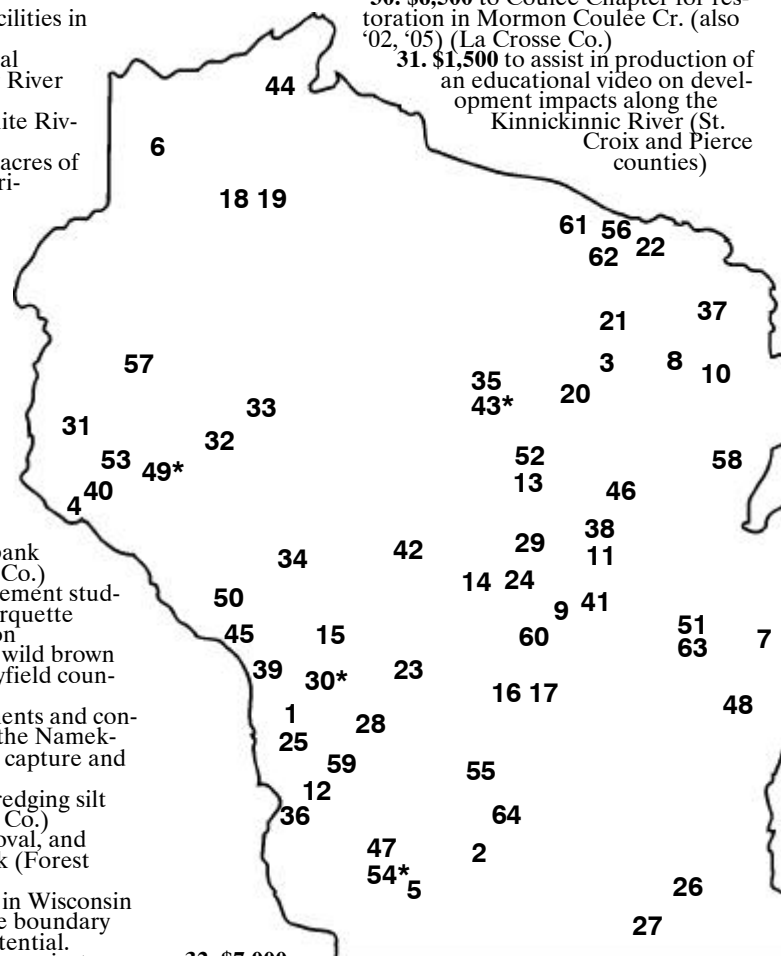 cilities in
al
River
ite Riv-
acres of
ri-
30. $6,500 to Coulee Chapter for res-
toration in Mormon Coulee Cr. (also
‘02, ‘05) (La Crosse Co.)
31. $1,500 to assist in production of
an educational video on devel-
opment impacts along the
Kinnickinnic River (St.
Croix and Pierce
counties)
44
6
18 19
61 56
22
62
37
21
57
3 8
10
35
20
33
43*
31
32
53
49*
52
58
40
13
46
4
38
29
11
34
42
14 24
50
9 41
45
15
60
51
7
63
39
30*
23
16 17
48
1
28
25
59
55
12
36
64
47
2
54*
5
26
27
bank
Co.)
ement stud-
rquette
on
wild brown
yfield coun-
ents and con-
the Namek-
capture and
redging silt
Co.)
oval, and
k (Forest
in Wisconsin
e boundary
tential.
32. $7,000